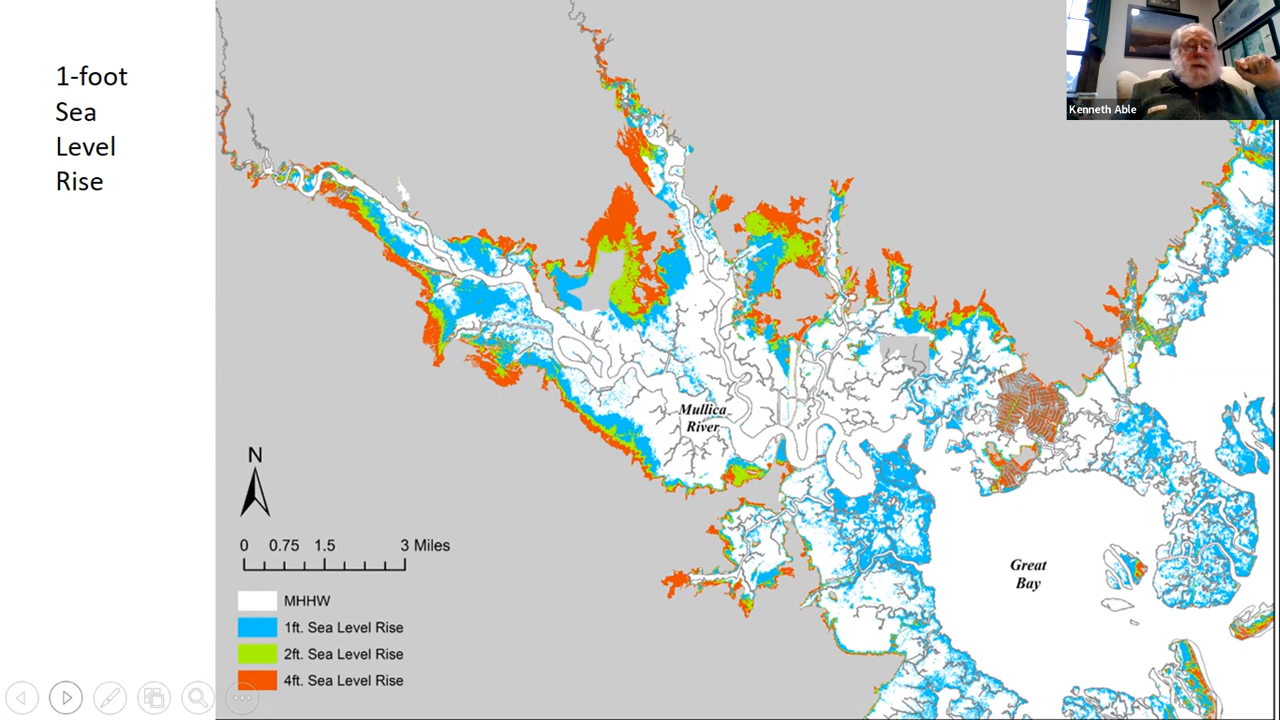 1-foot
Sea
Level
Rise
Kenneth Able
Mullica
River
Great
Bay
N
0 0.75 1.5 3 Miles
MHHW
1ft. Sea Level Rise
2ft. Sea Level Rise
4ft. Sea Level Rise